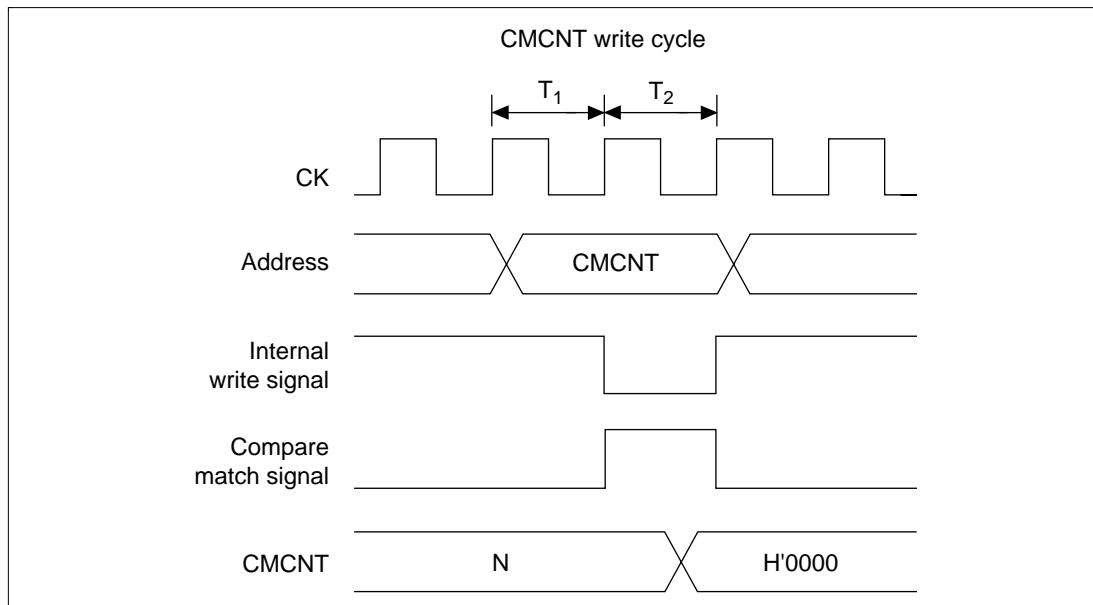 CMCNT write cycle
T1 T2
CK
Address CMCNT
Internal
write signal
Compare
match signal
CMCNT N H'0000